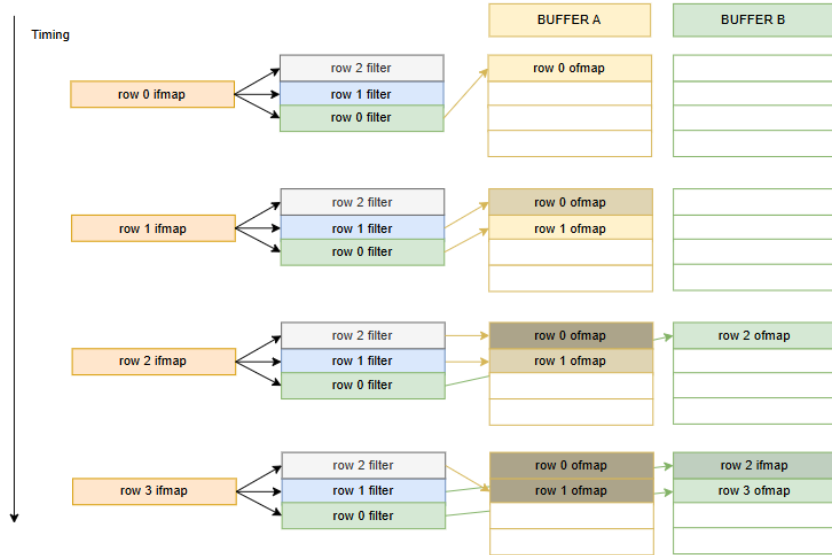 BUFFER A
BUFFER B
Timing
row 0 ifmap
row 2 filter
row 1 filter
row 0 filter
row 0 ofmap
row 1 ifmap
row 2 filter
row 1 filter
row 0 filter
row 0 ofmap
row 1 ofmap
row 2 ifmap
row 2 filter
row 1 filter
row 0 filter
row 0 ofmap
row 1 ofmap
row 2 ofmap
row 3 ifmap
row 2 filter
row 1 filter
row 0 filter
row 0 ofmap
row 1 ofmap
row 2 ifmap
row 3 ofmap